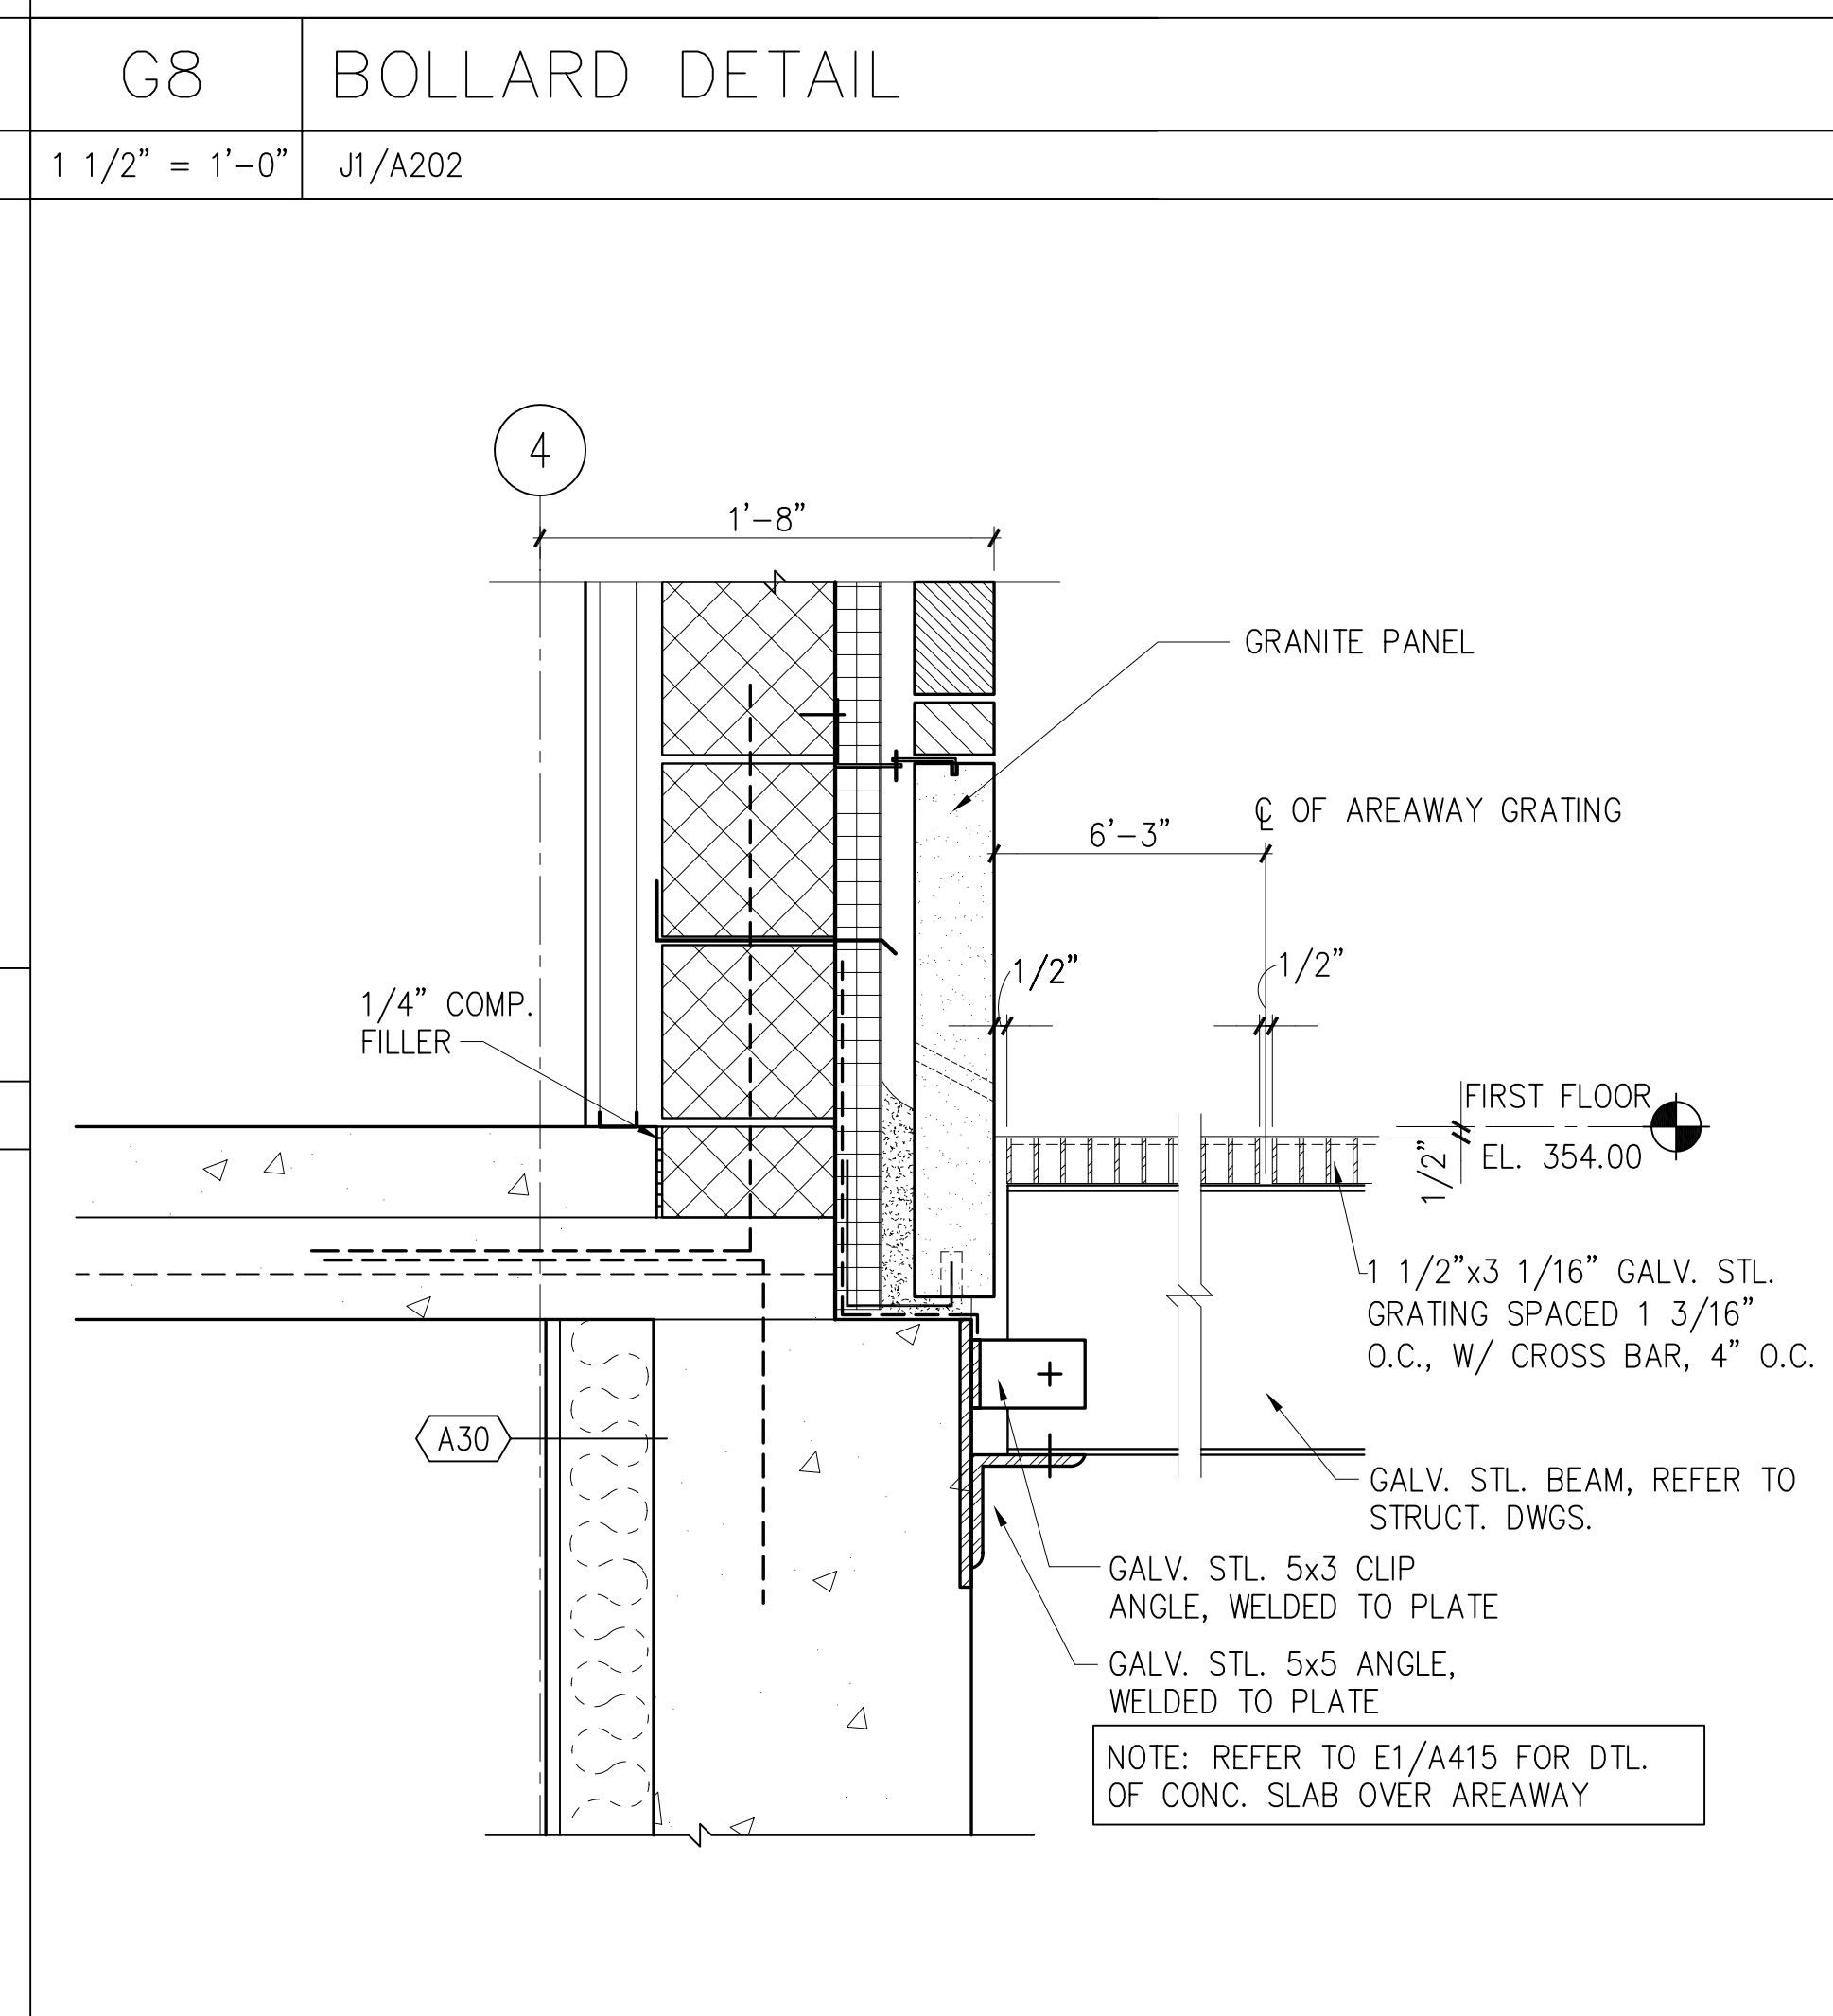 G8
BOLLARD DETAIL
1 1/2" = 1'-0"
J1/A202
4
1'-8"
GRANITE PANEL
℄ OF AREAWAY GRATING
6'-3"
1/2"
1/2"
1/4" COMP.
FILLER
FIRST FLOOR
EL. 354.00
1/2"
1 1/2"x3 1/16" GALV. STL.
GRATING SPACED 1 3/16"
O.C., W/ CROSS BAR, 4" O.C.
A30
GALV. STL. BEAM, REFER TO
STRUCT. DWGS.
GALV. STL. 5x3 CLIP
ANGLE, WELDED TO PLATE
GALV. STL. 5x5 ANGLE,
WELDED TO PLATE
NOTE: REFER TO E1/A415 FOR DTL.
OF CONC. SLAB OVER AREAWAY